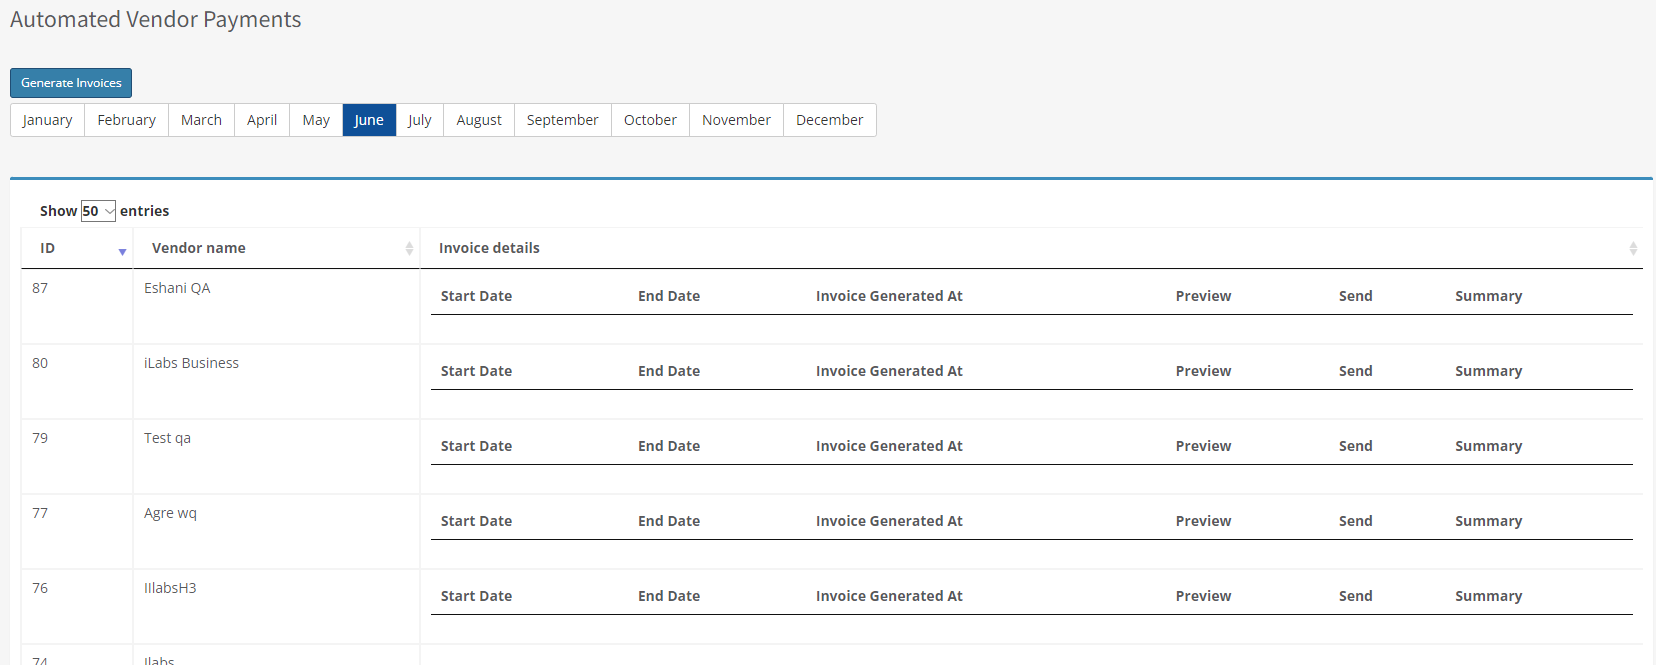 Automated Vendor Payments
Generate Invoices
January February March April May June July August September October November December
Show 50 entries
ID Vendor name Invoice details
87 Eshani QA Start Date End Date Invoice Generated At Preview Send Summary
80 iLabs Business Start Date End Date Invoice Generated At Preview Send Summary
79 Test qa Start Date End Date Invoice Generated At Preview Send Summary
77 Agre wq Start Date End Date Invoice Generated At Preview Send Summary
76 IIlabsH3 Start Date End Date Invoice Generated At Preview Send Summary
74 Ilabs